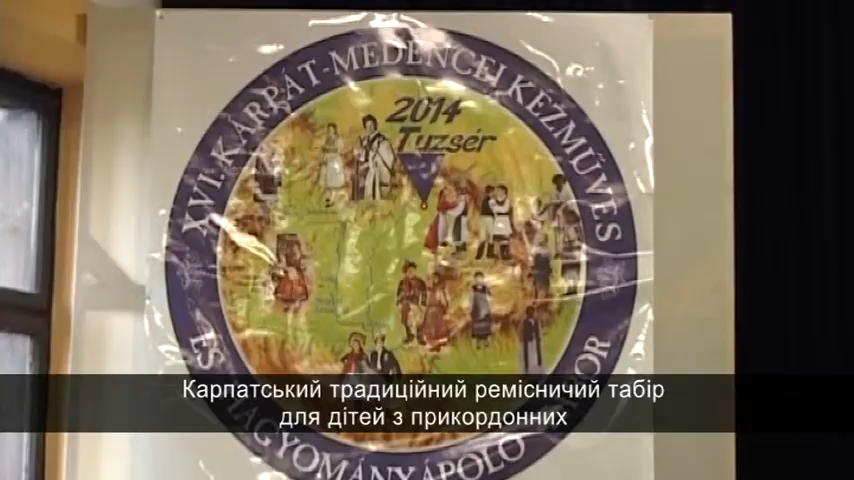 XVI. KÁRPÁT-MEDENCEI KÉZMŰVES
2014
Tuzsér
ÉS HAGYOMÁNYÁPOLÓ TÁBOR
Карпатський традиційний ремісничий табір
для дітей з прикордонних